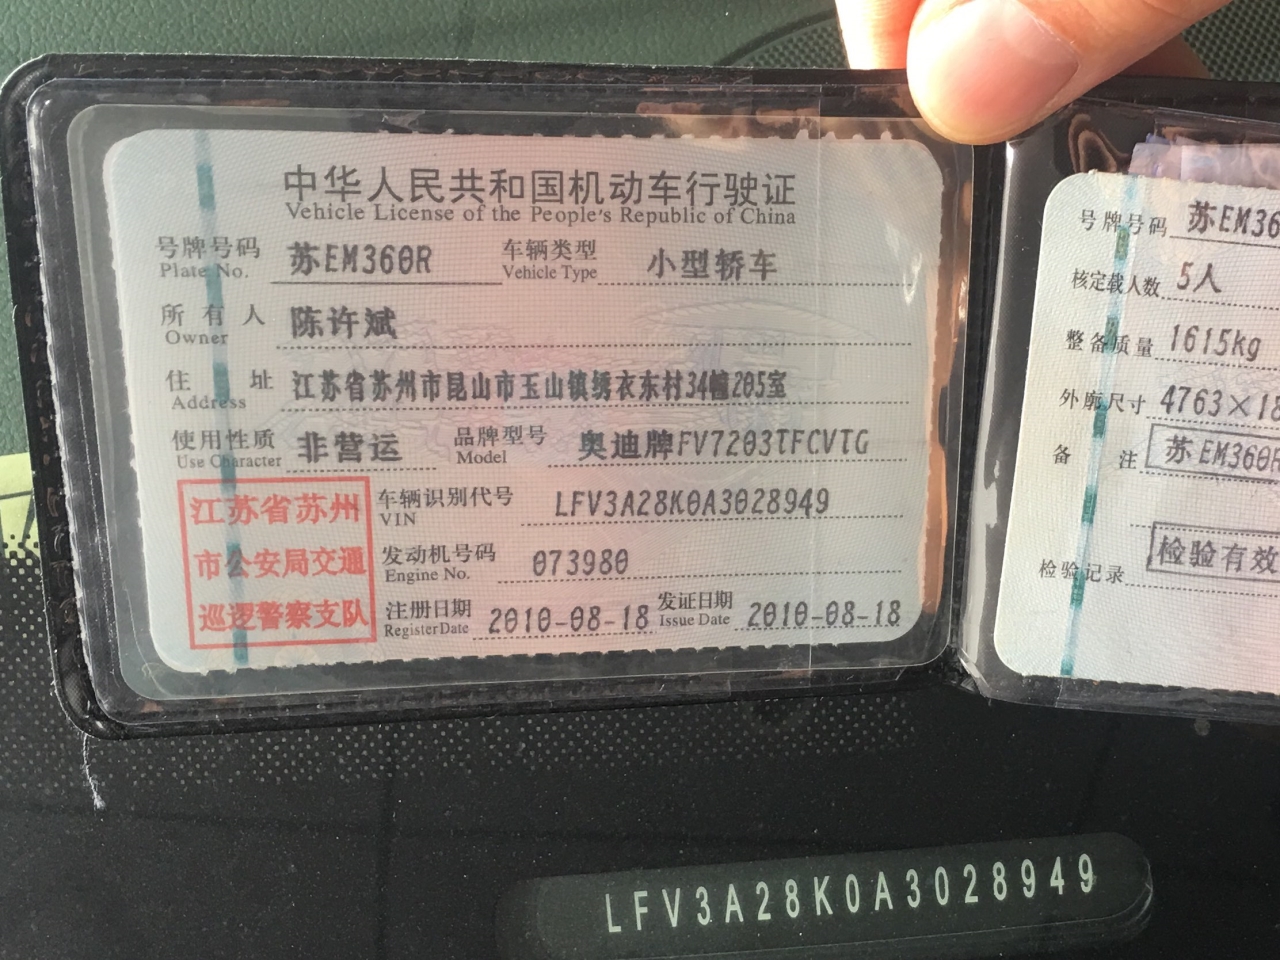 中华人民共和国机动车行驶证
Vehicle License of the People's Republic of China
号牌号码 苏EM360R 车辆类型 小型轿车
Plate No. Vehicle Type
所有人 陈许斌
Owner
住址 江苏省苏州市昆山市玉山镇绣衣东村34幢205室
Address
使用性质 非营运 品牌型号 奥迪牌FV7203TFCVTG
Use Character Model
江苏省苏州
市公安局交通
巡逻警察支队
车辆识别代号 LFV3A28K0A3028949
VIN
发动机号码 073980
Engine No.
注册日期 2010-08-18 发证日期 2010-08-18
Register Date Issue Date
号牌号码 苏EM36
核定载人数 5人
整备质量 1615kg
外廓尺寸 4763×18
备注 苏EM360R
检验有效
检验记录
LFV3A28K0A3028949